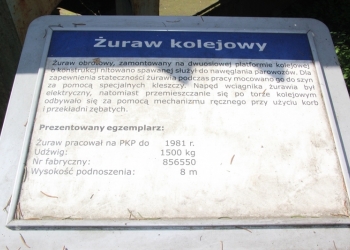 Żuraw kolejowy
Żuraw obrotowy, zamontowany na dwuosiowej platformie kolejowej
o konstrukcji nitowano spawanej służył do nawęglania parowozów. Dla
zapewnienia stateczności żurawia podczas pracy mocowano go do szyn
za pomocą specjalnych kleszczy. Napęd wciągnika żurawia był
elektryczny, natomiast przemieszczanie się po torze kolejowym
odbywało się za pomocą mechanizmu ręcznego przy użyciu korb
i przekładni zębatych.
Prezentowany egzemplarz:
Żuraw pracował na PKP do 1981 r.
Udźwig: 1500 kg
Nr fabryczny: 856550
Wysokość podnoszenia: 8 m